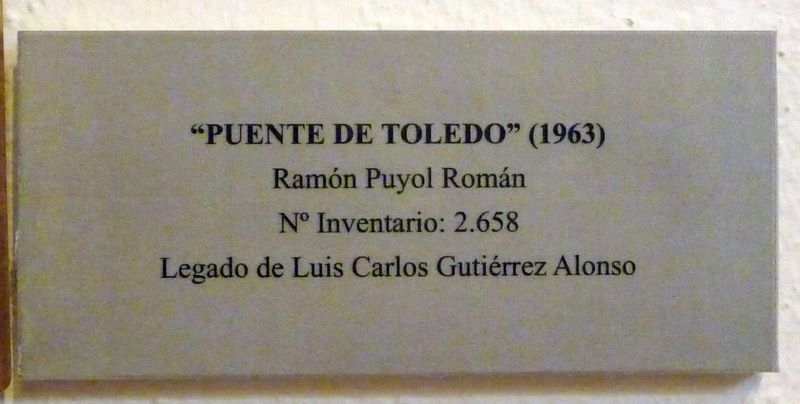 “PUENTE DE TOLEDO” (1963)
Ramón Puyol Román
Nº Inventario: 2.658
Legado de Luis Carlos Gutiérrez Alonso